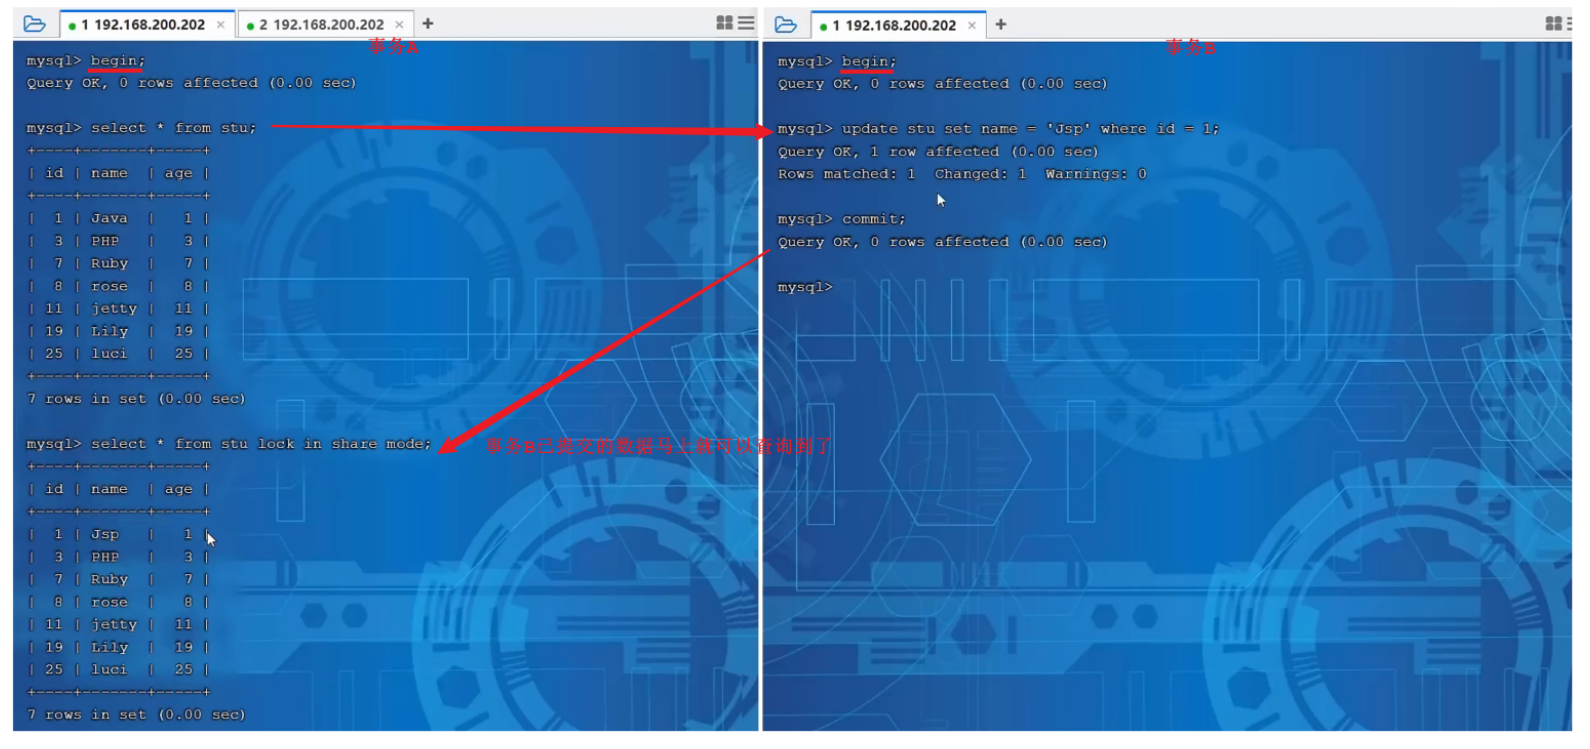 1 192.168.200.202 × 2 192.168.200.202 × +
事务A
mysql> begin;
Query OK, 0 rows affected (0.00 sec)
mysql> select * from stu;
+----+-------+-----+
| id | name | age |
+----+-------+-----+
| 1 | Java | 1 |
| 3 | PHP | 3 |
| 7 | Ruby | 7 |
| 8 | rose | 8 |
| 11 | jetty | 11 |
| 19 | Lily | 19 |
| 25 | luci | 25 |
+----+-------+-----+
7 rows in set (0.00 sec)
mysql> select * from stu lock in share mode;
事务B已提交的数据马上就可以查询到了
+----+-------+-----+
| id | name | age |
+----+-------+-----+
| 1 | Jsp | 1 |
| 3 | PHP | 3 |
| 7 | Ruby | 7 |
| 8 | rose | 8 |
| 11 | jetty | 11 |
| 19 | Lily | 19 |
| 25 | luci | 25 |
+----+-------+-----+
7 rows in set (0.00 sec)
1 192.168.200.202 × +
事务B
mysql> begin;
Query OK, 0 rows affected (0.00 sec)
mysql> update stu set name = 'Jsp' where id = 1;
Query OK, 1 row affected (0.00 sec)
Rows matched: 1 Changed: 1 Warnings: 0
mysql> commit;
Query OK, 0 rows affected (0.00 sec)
mysql>